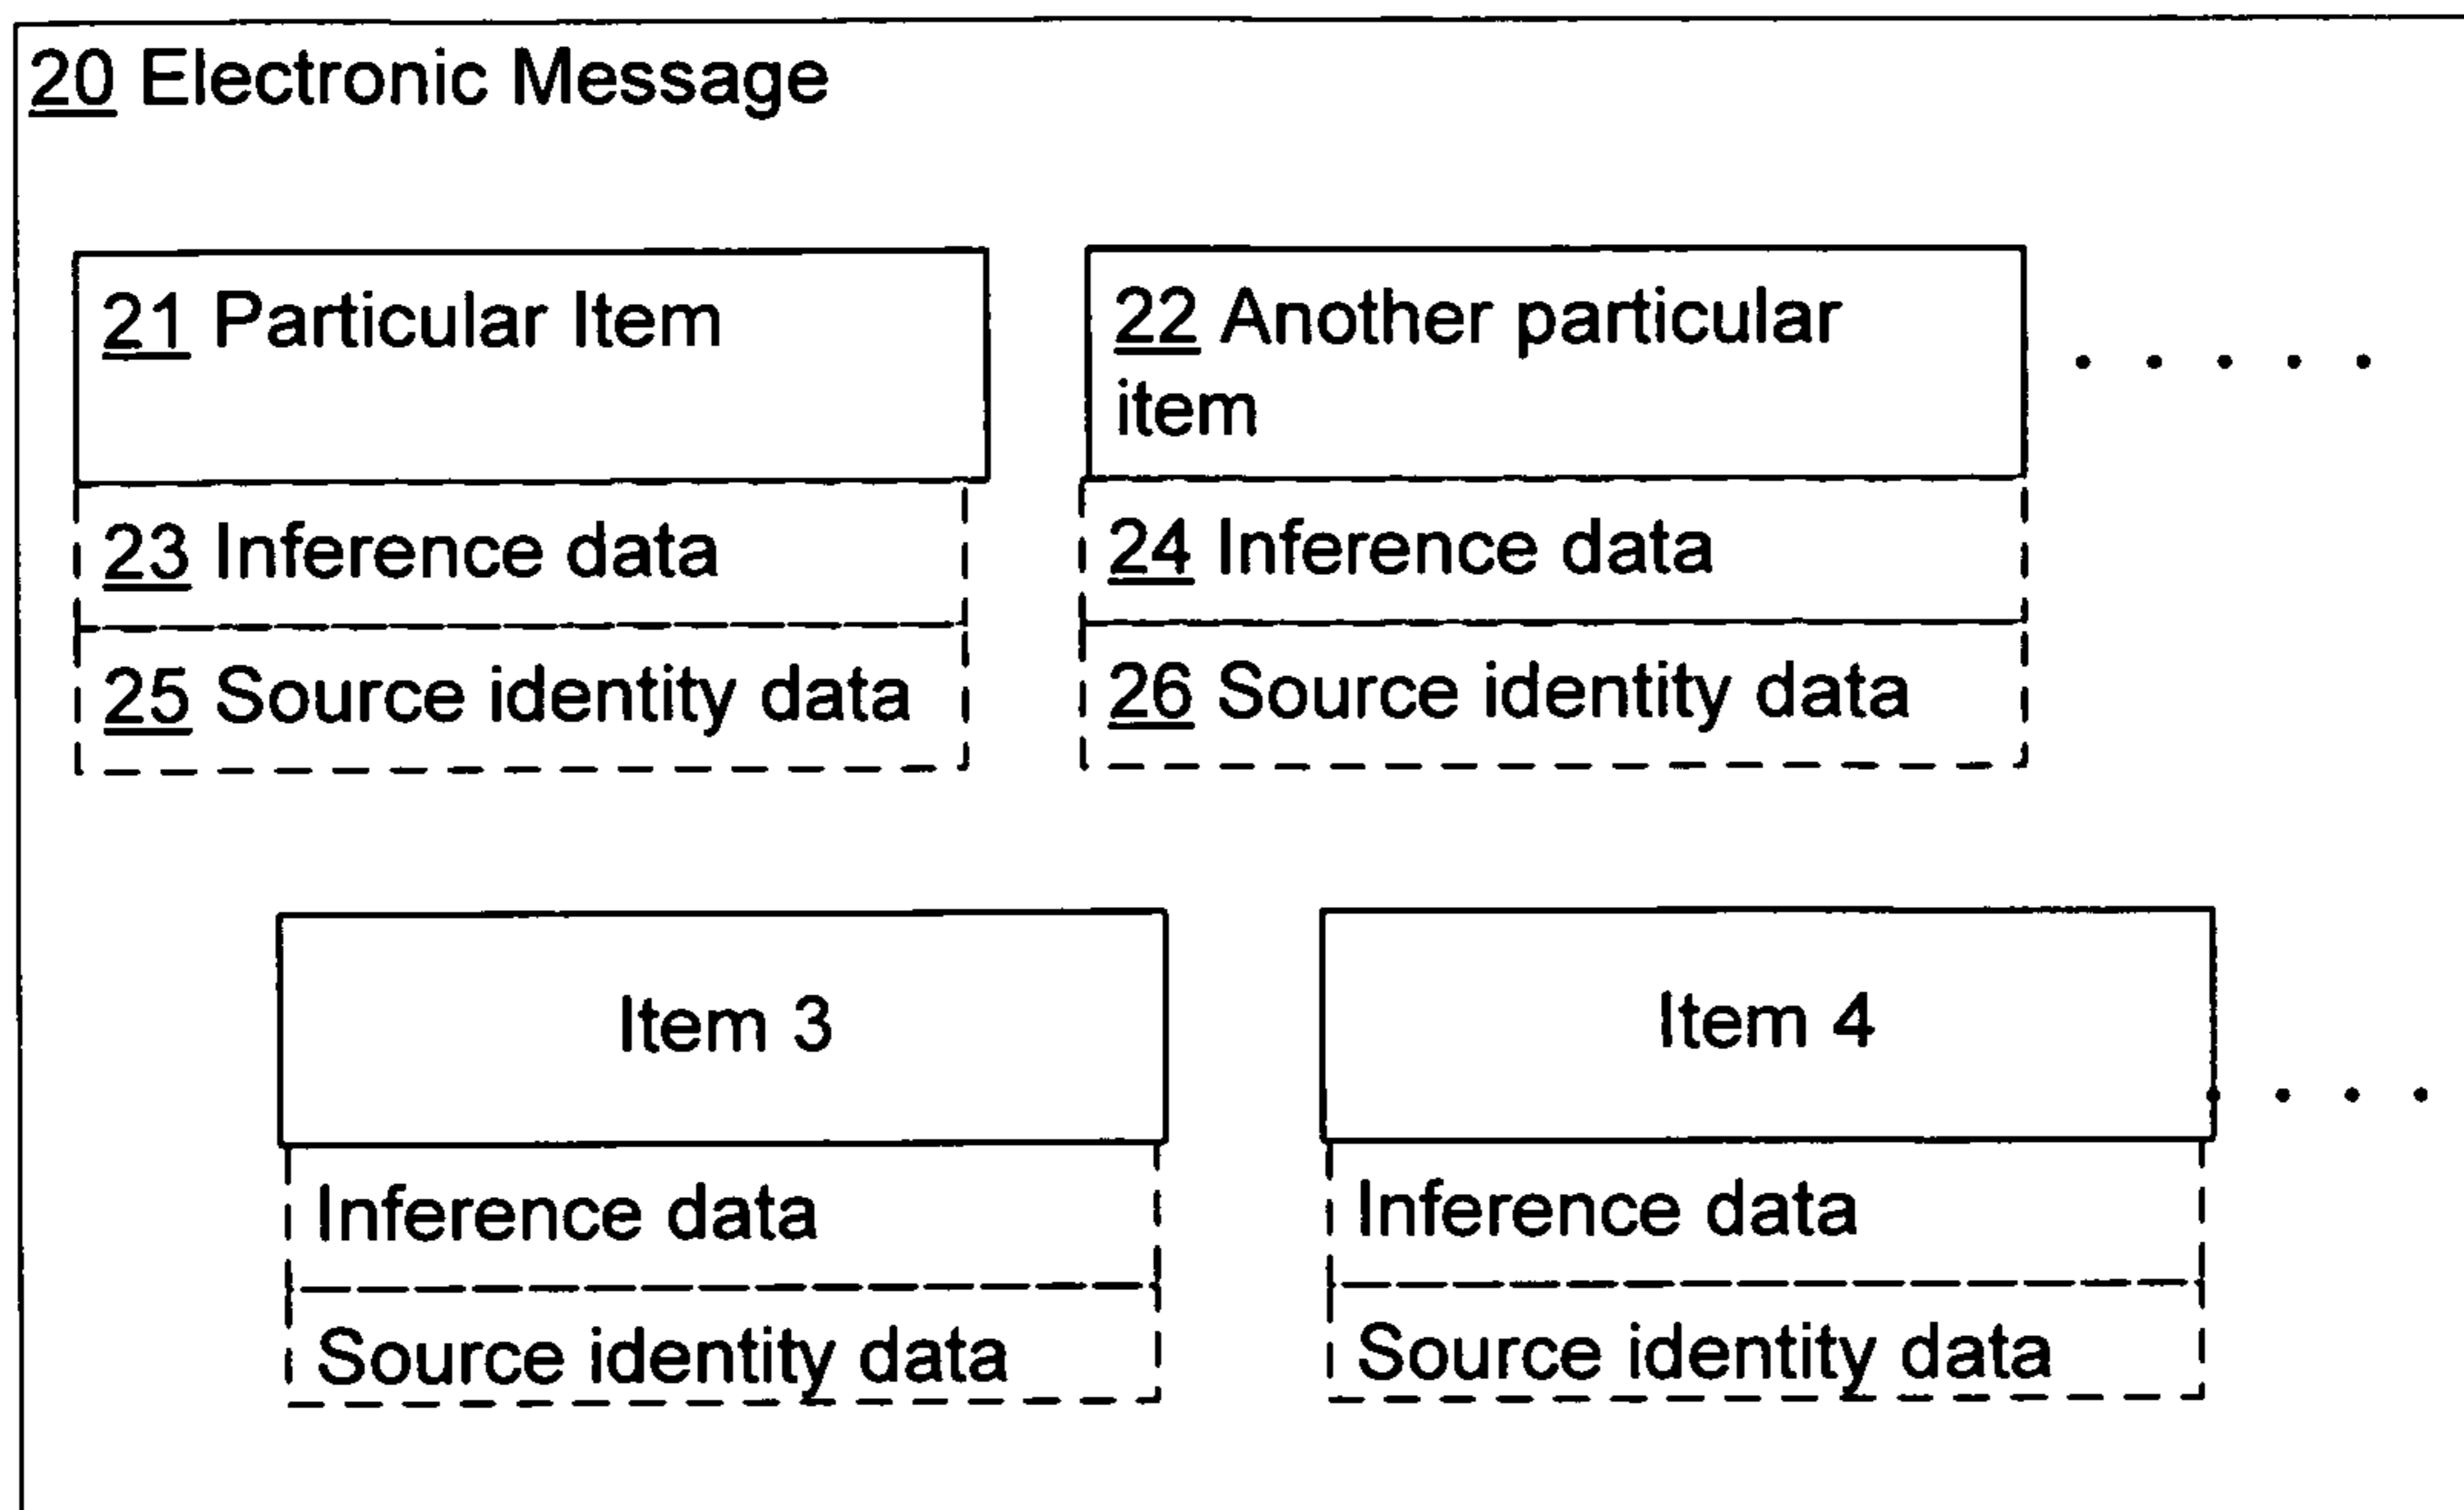 20 Electronic Message
21 Particular Item
22 Another particular
item
23 Inference data
24 Inference data
25 Source identity data
26 Source identity data
Item 3
Item 4
Inference data
Inference data
Source identity data
Source identity data